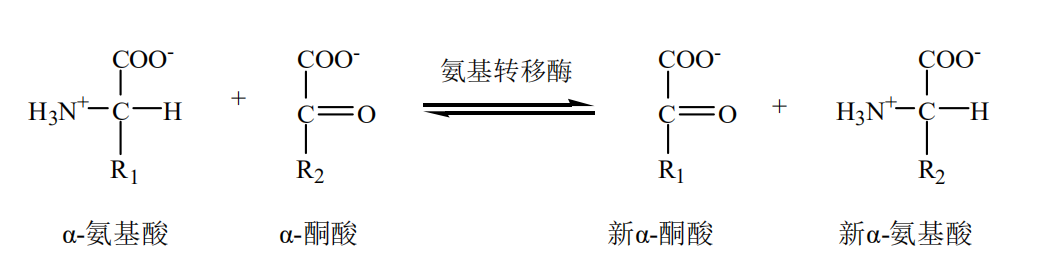 COO⁻ COO⁻ 氨基转移酶 COO⁻ COO⁻
H₃N⁺—C—H + C=O C=O + H₃N⁺—C—H
R₁ R₂ R₁ R₂
α-氨基酸 α-酮酸 新α-酮酸 新α-氨基酸